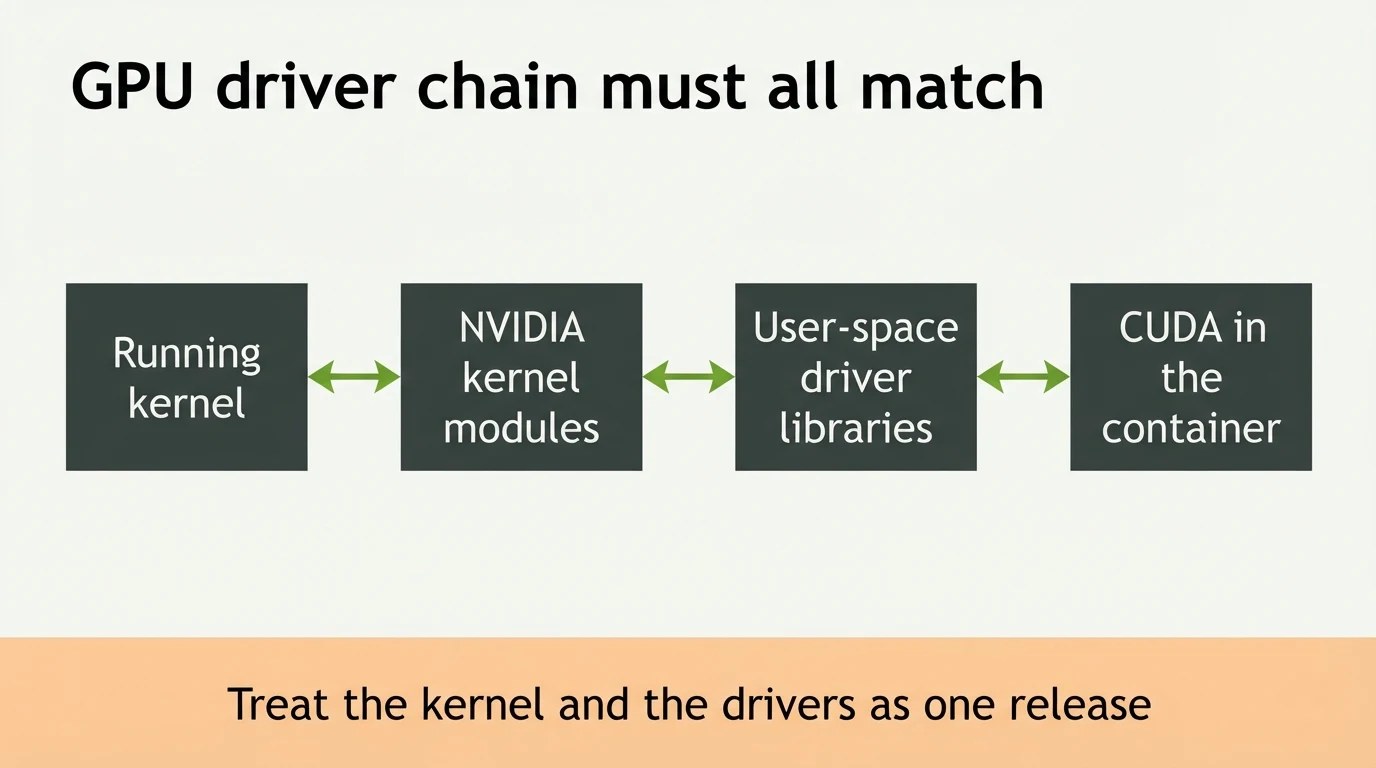 GPU driver chain must all match
Running
kernel
NVIDIA
kernel
modules
User-space
driver
libraries
CUDA in
the
container
Treat the kernel and the drivers as one release